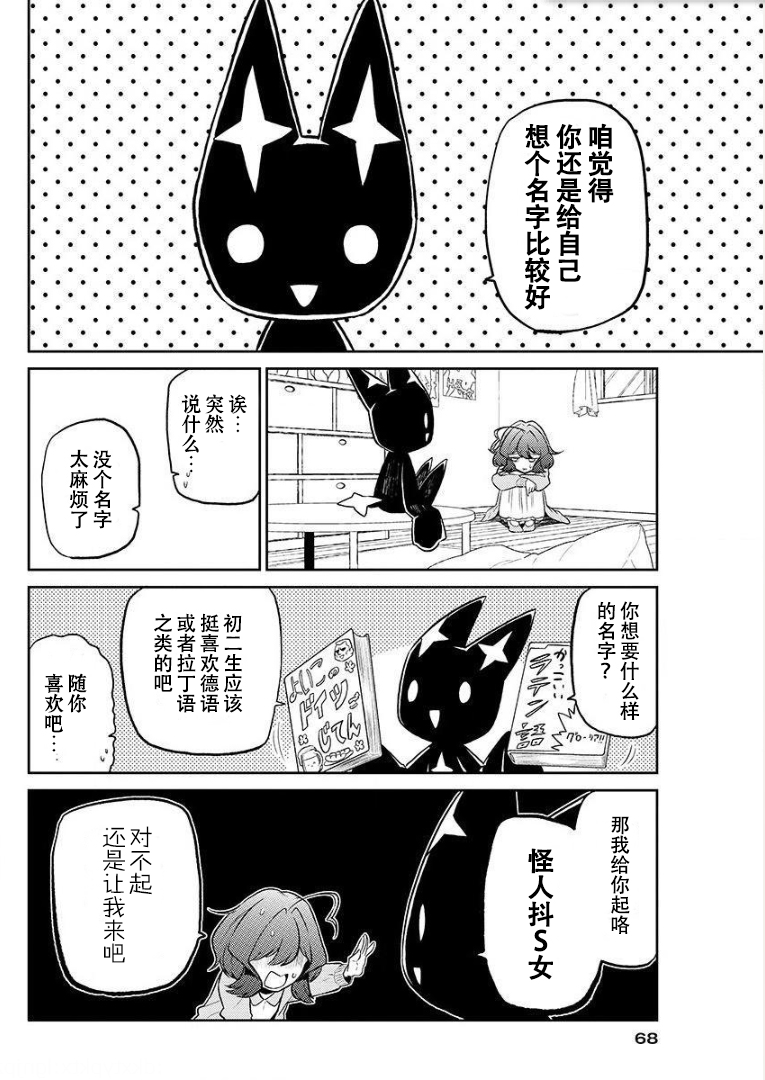 咱觉得
你还是给自己
想个名字比较好
诶…
突然
说什么…
没个名字
太麻烦了
你想要什么样
的名字？
かっこいい
ラテン
語
グローリア!!
よいこの
ドイツご
じてん
初二生应该
挺喜欢德语
或者拉丁语
之类的吧
随你
喜欢吧…
那我给你起咯
怪人抖S女
对不起
还是让我来吧
68